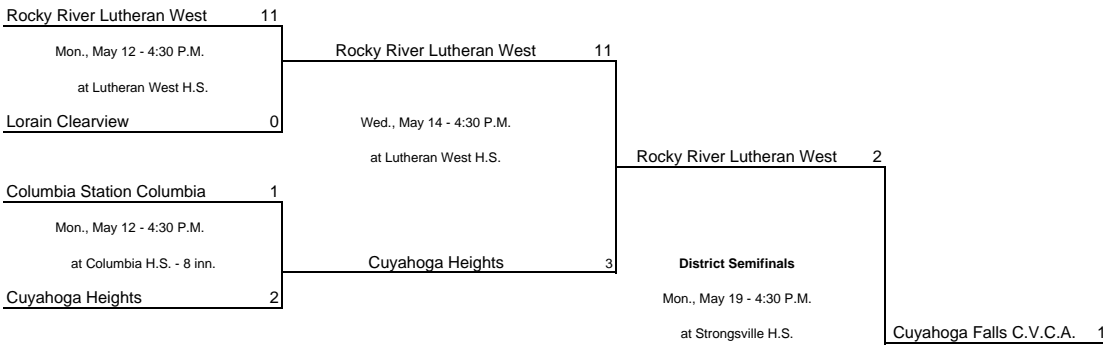 Rocky River Lutheran West 11
Mon., May 12 - 4:30 P.M.
at Lutheran West H.S.
Lorain Clearview 0
Rocky River Lutheran West 11
Wed., May 14 - 4:30 P.M.
at Lutheran West H.S.
Rocky River Lutheran West 2
Columbia Station Columbia 1
Mon., May 12 - 4:30 P.M.
at Columbia H.S. - 8 inn.
Cuyahoga Heights 2
Cuyahoga Heights 3
District Semifinals
Mon., May 19 - 4:30 P.M.
at Strongsville H.S.
Cuyahoga Falls C.V.C.A. 1